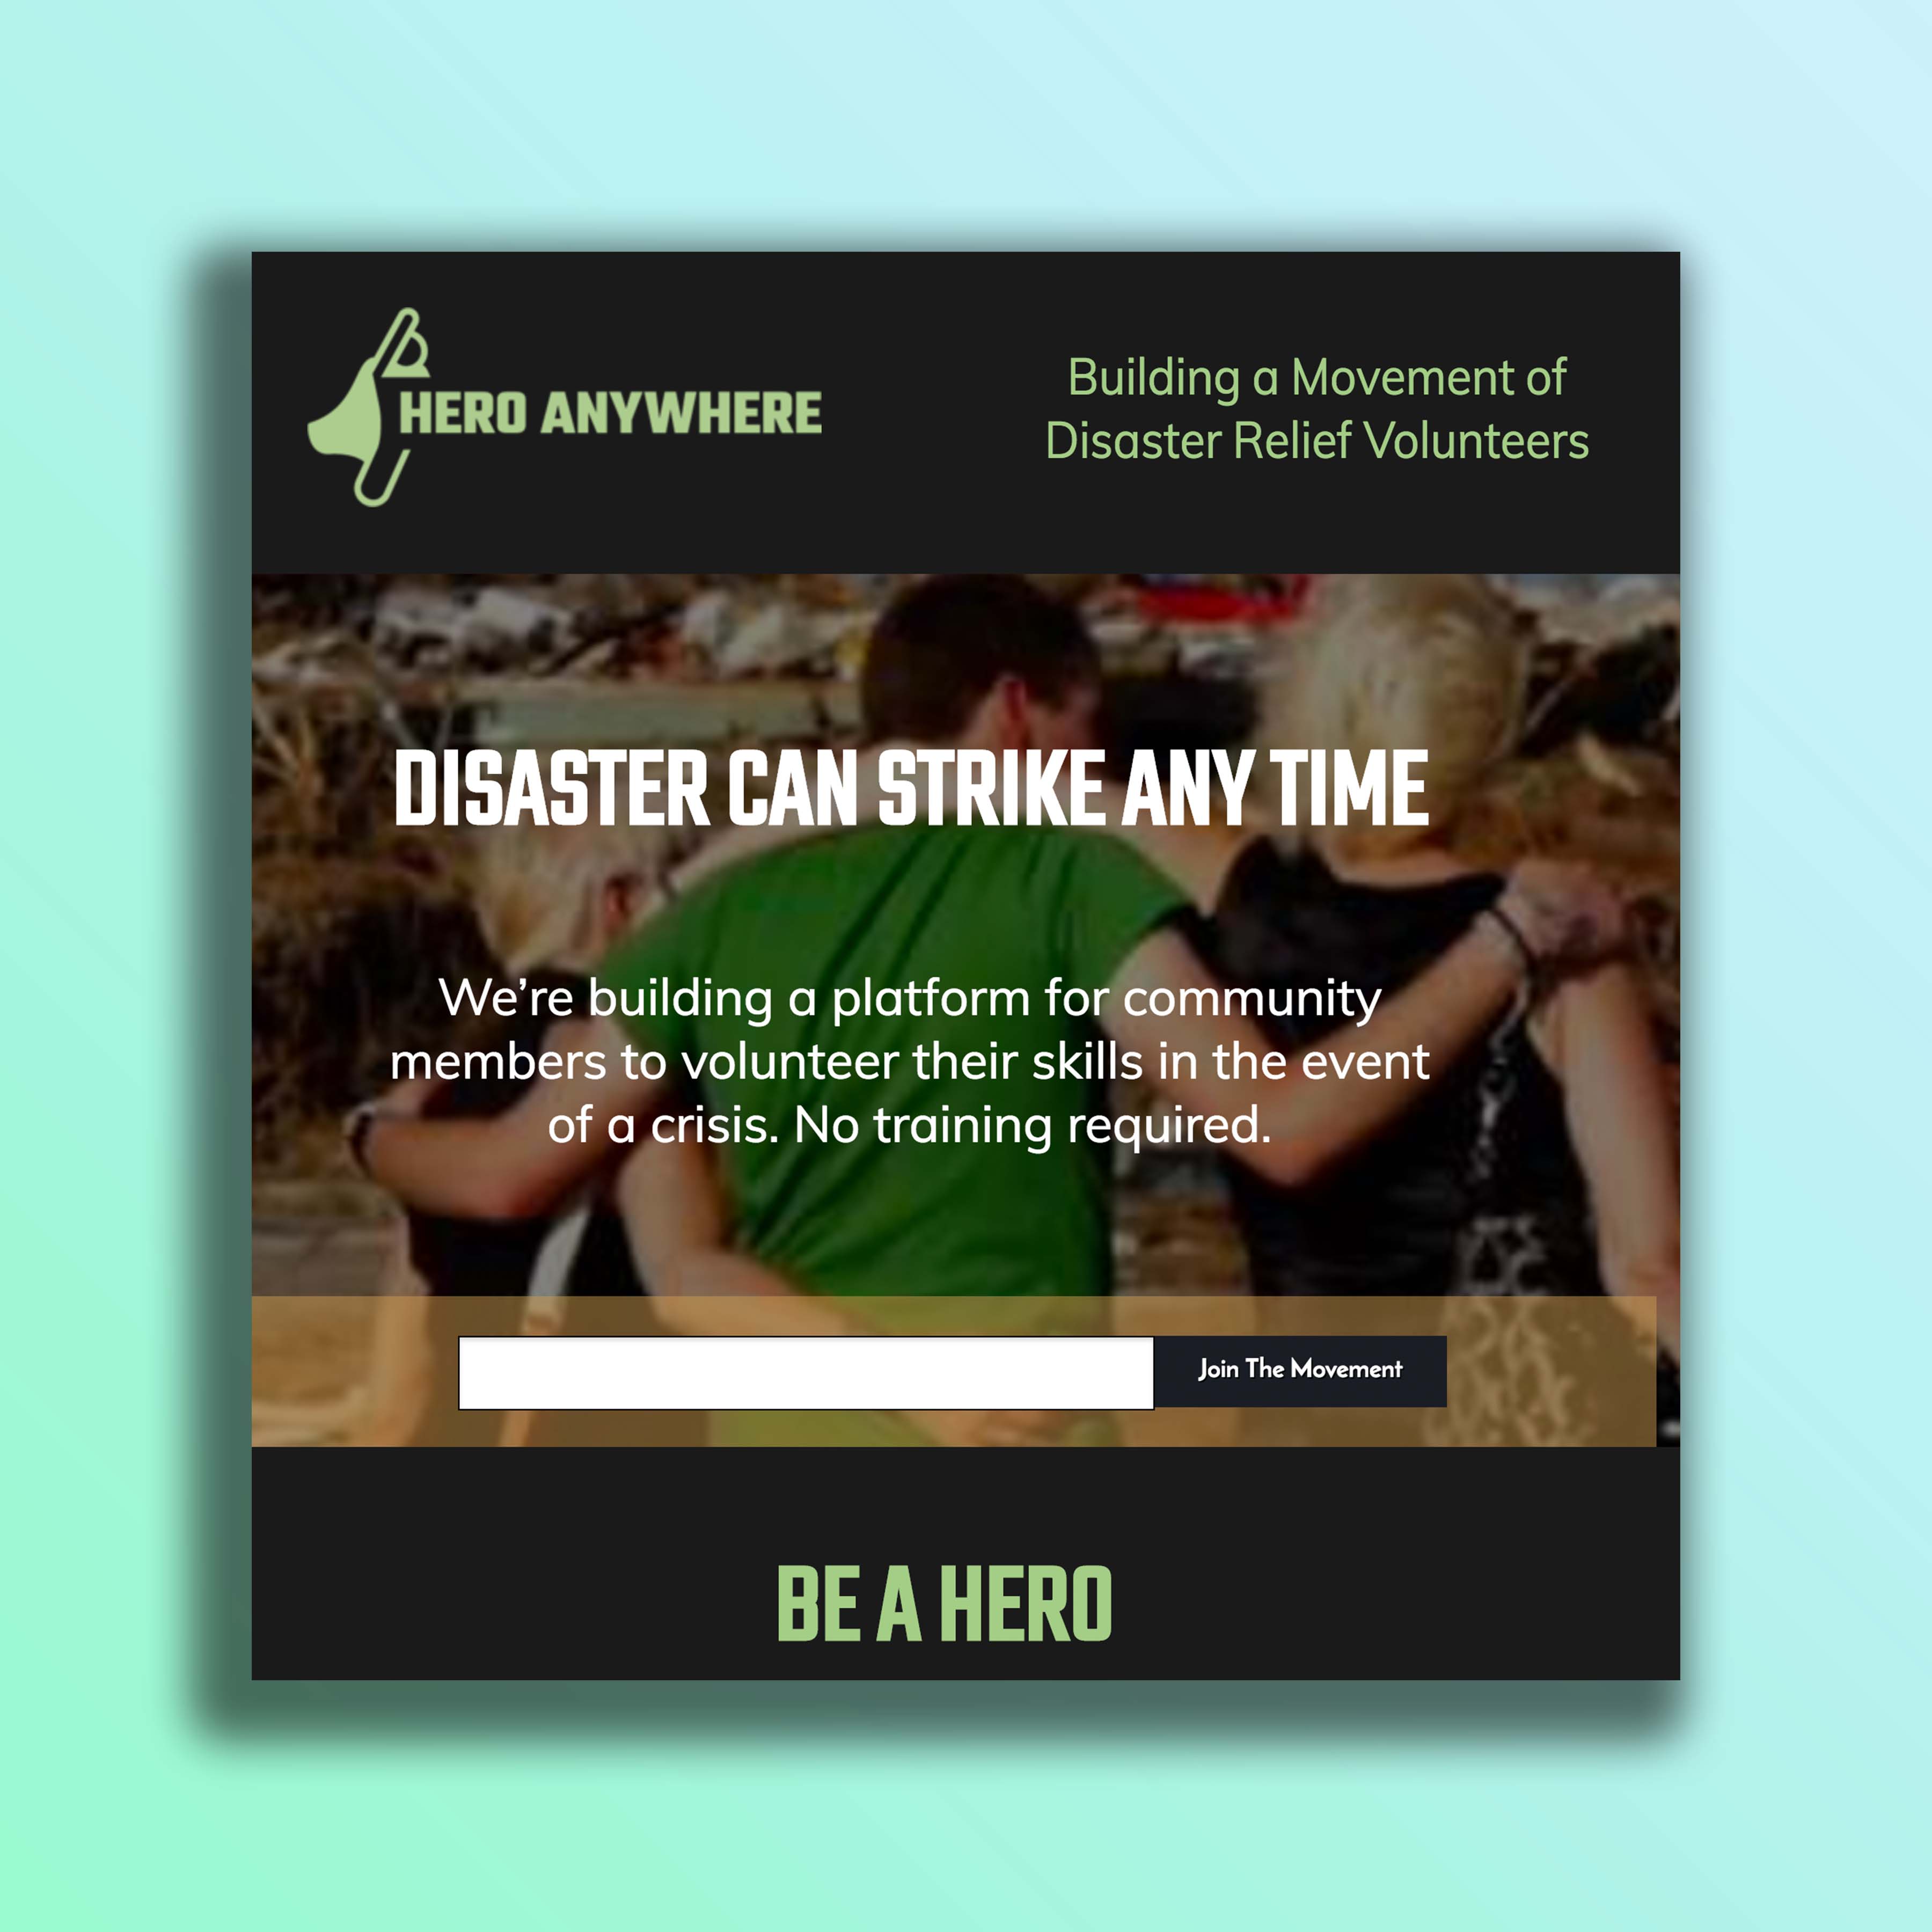 HERO ANYWHERE
Building a Movement of
Disaster Relief Volunteers
DISASTER CAN STRIKE ANY TIME
We’re building a platform for community
members to volunteer their skills in the event
of a crisis. No training required.
Join The Movement
BE A HERO